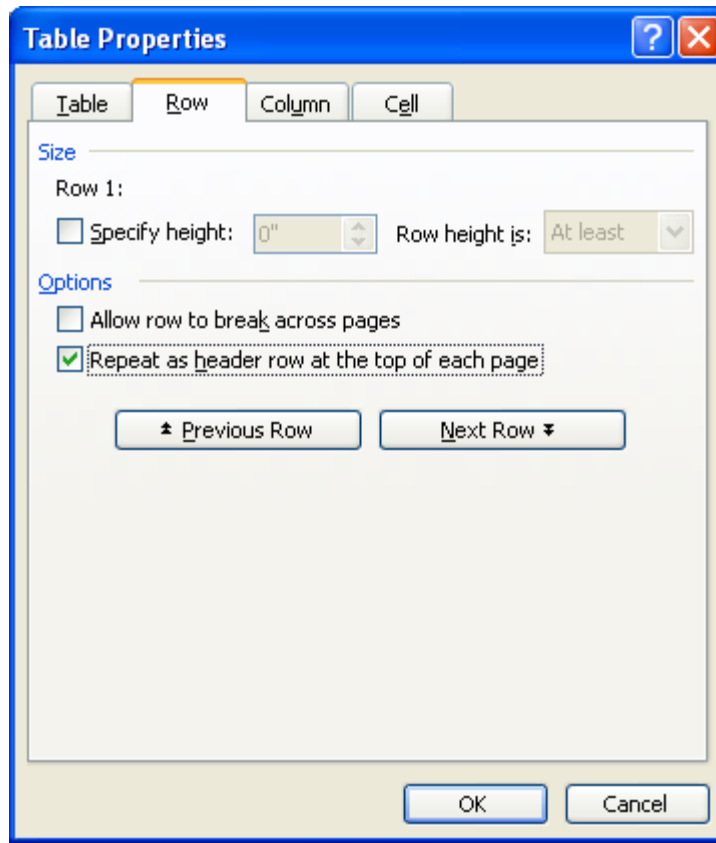 Table Properties
Table Row Column Cell
Size
Row 1:
Specify height: 0" Row height is: At least
Options
Allow row to break across pages
Repeat as header row at the top of each page
Previous Row Next Row
OK Cancel